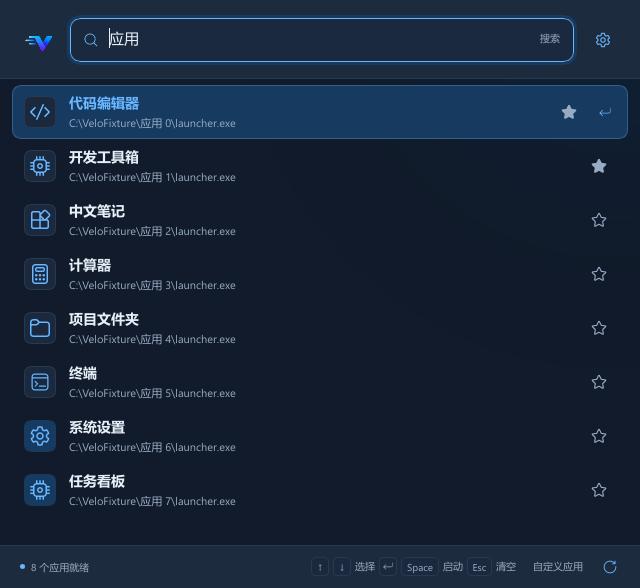 应用
搜索
代码编辑器
C:\VeloFixture\应用 0\launcher.exe
开发工具箱
C:\VeloFixture\应用 1\launcher.exe
中文笔记
C:\VeloFixture\应用 2\launcher.exe
计算器
C:\VeloFixture\应用 3\launcher.exe
项目文件夹
C:\VeloFixture\应用 4\launcher.exe
终端
C:\VeloFixture\应用 5\launcher.exe
系统设置
C:\VeloFixture\应用 6\launcher.exe
任务看板
C:\VeloFixture\应用 7\launcher.exe
8 个应用就绪
↑ ↓ 选择 ↵ Space 启动 Esc 清空 自定义应用